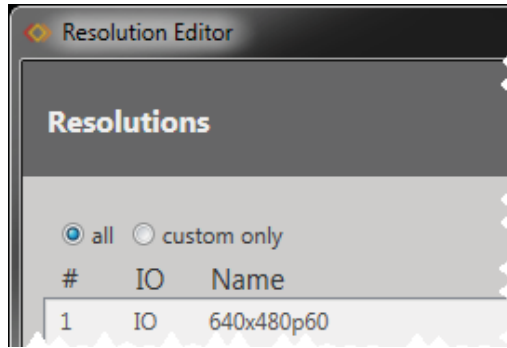 Resolution Editor
Resolutions
all custom only
# IO Name
1 IO 640x480p60